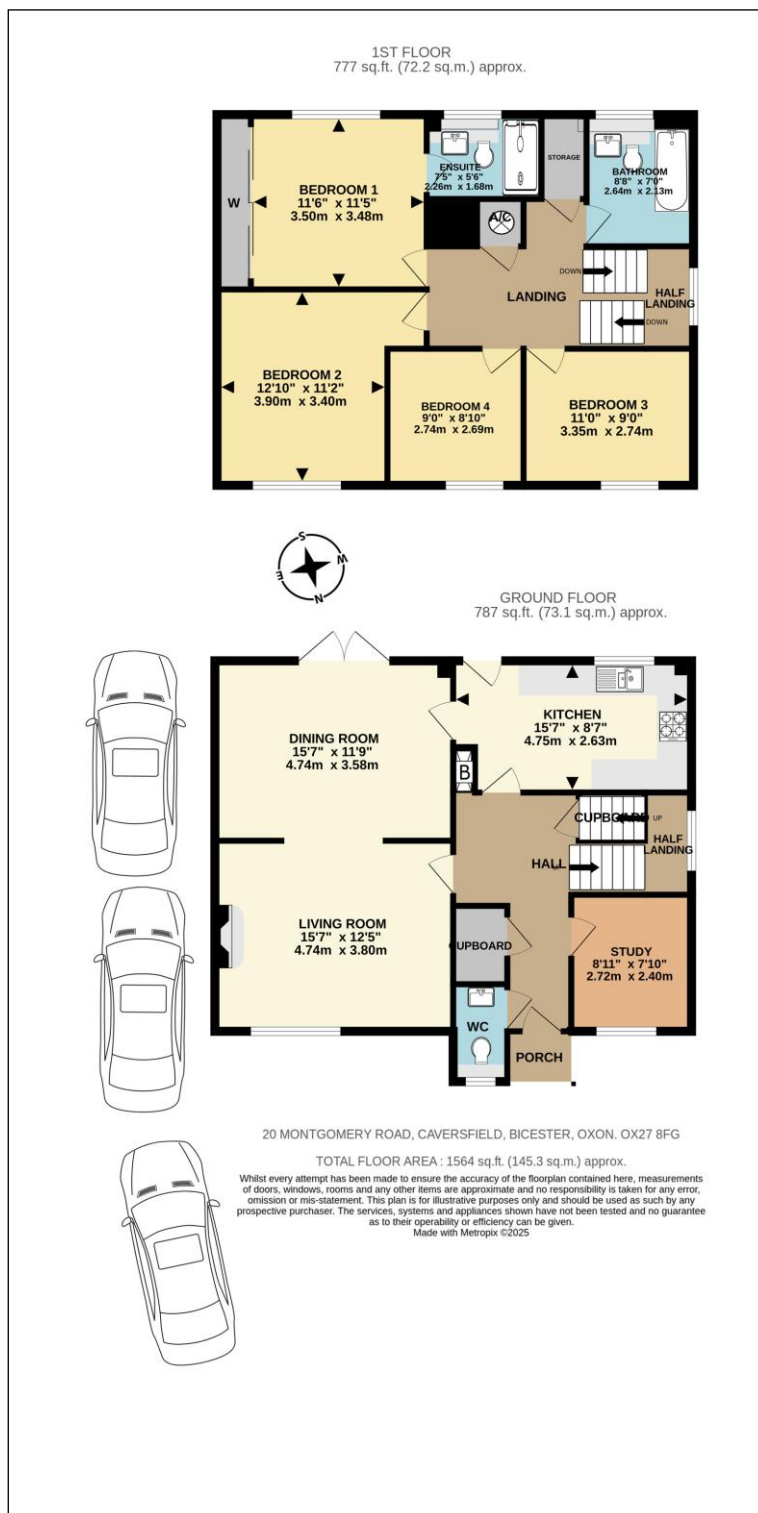 1ST FLOOR
777 sq.ft. (72.2 sq.m.) approx.
W
BEDROOM 1
11'6" x 11'5"
3.50m x 3.48m
ENSUITE
7'5" x 5'6"
2.26m x 1.68m
STORAGE
BATHROOM
8'8" x 7'0"
2.64m x 2.13m
A/C
LANDING
DOWN
DOWN
HALF
LANDING
BEDROOM 2
12'10" x 11'2"
3.90m x 3.40m
BEDROOM 4
9'0" x 8'10"
2.74m x 2.69m
BEDROOM 3
11'0" x 9'0"
3.35m x 2.74m
S
W
E
N
GROUND FLOOR
787 sq.ft. (73.1 sq.m.) approx.
DINING ROOM
15'7" x 11'9"
4.74m x 3.58m
KITCHEN
15'7" x 8'7"
4.75m x 2.63m
B
CUPBOARD
UP
HALF
LANDING
HALL
LIVING ROOM
15'7" x 12'5"
4.74m x 3.80m
CUPBOARD
STUDY
8'11" x 7'10"
2.72m x 2.40m
WC
PORCH
20 MONTGOMERY ROAD, CAVERSFIELD, BICESTER, OXON. OX27 8FG
TOTAL FLOOR AREA : 1564 sq.ft. (145.3 sq.m.) approx.
Whilst every attempt has been made to ensure the accuracy of the floorplan contained here, measurements
of doors, windows, rooms and any other items are approximate and no responsibility is taken for any error,
omission or mis-statement. This plan is for illustrative purposes only and should be used as such by any
prospective purchaser. The services, systems and appliances shown have not been tested and no guarantee
as to their operability or efficiency can be given.
Made with Metropix ©2025